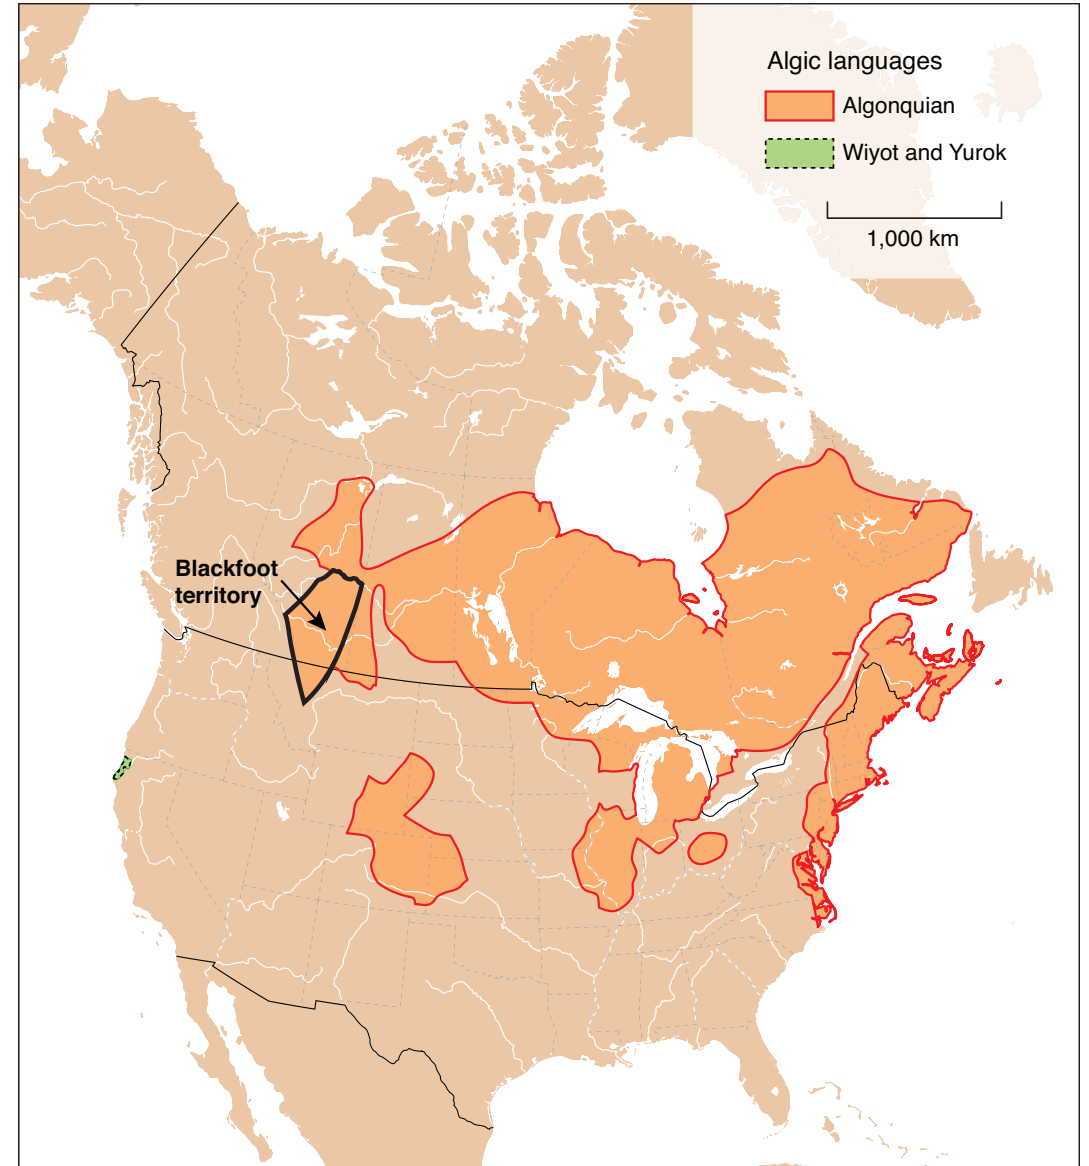 Algic languages
Algonquian
Wiyot and Yurok
1,000 km
Blackfoot
territory